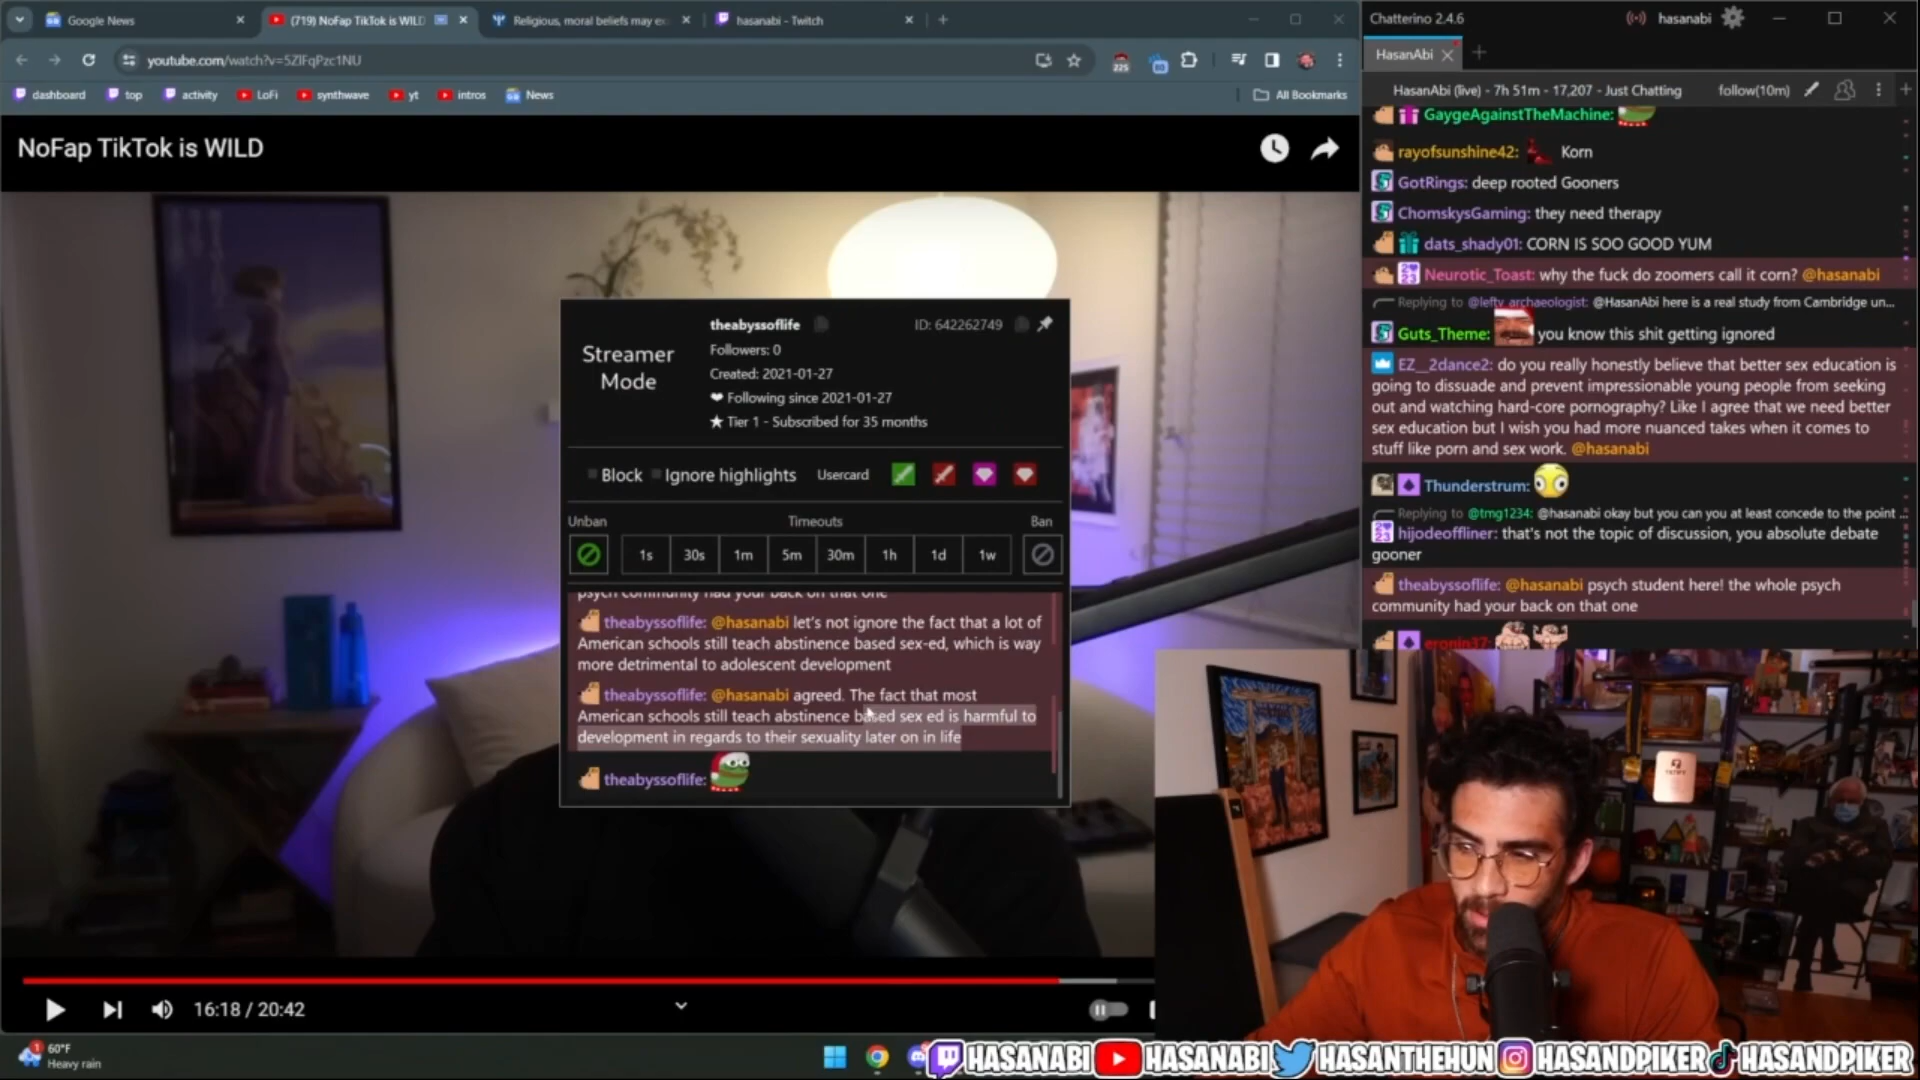 Google News
(719) NoFap TikTok is WILD
Religious, moral beliefs may ex
hasanabi - Twitch
youtube.com/watch?v=5ZlFqPzc1NU
225
dashboard
top
activity
LoFi
synthwave
yt
intros
News
All Bookmarks
NoFap TikTok is WILD
Streamer
Mode
theabyssoflife
ID: 642262749
Followers: 0
Created: 2021-01-27
Following since 2021-01-27
Tier 1 - Subscribed for 35 months
Block
Ignore highlights
Usercard
Unban
Timeouts
Ban
1s
30s
1m
5m
30m
1h
1d
1w
psych community had your back on that one
theabyssoflife: @hasanabi let's not ignore the fact that a lot of
American schools still teach abstinence based sex-ed, which is way
more detrimental to adolescent development
theabyssoflife: @hasanabi agreed. The fact that most
American schools still teach abstinence based sex ed is harmful to
development in regards to their sexuality later on in life
theabyssoflife:
16:18 / 20:42
1
60°F
Heavy rain
Chatterino 2.4.6
hasanabi
HasanAbi
HasanAbi (live) - 7h 51m - 17,207 - Just Chatting
follow(10m)
GaygeAgainstTheMachine:
rayofsunshine42: Korn
GotRings: deep rooted Gooners
ChomskysGaming: they need therapy
dats_shady01: CORN IS SOO GOOD YUM
Neurotic_Toast: why the fuck do zoomers call it corn? @hasanabi
Replying to @lefty_archaeologist: @HasanAbi here is a real study from Cambridge un...
Guts_Theme: you know this shit getting ignored
EZ__2dance2: do you really honestly believe that better sex education is
going to dissuade and prevent impressionable young people from seeking
out and watching hard-core pornography? Like I agree that we need better
sex education but I wish you had more nuanced takes when it comes to
stuff like porn and sex work. @hasanabi
Thunderstrum:
Replying to @tmg1234: @hasanabi okay but you can you at least concede to the point ...
hijodeoffliner: that's not the topic of discussion, you absolute debate
gooner
theabyssoflife: @hasanabi psych student here! the whole psych
community had your back on that one
eronin37:
HASANABI
HASANABI
HASANTHEHUN
HASANDPIKER
HASANDPIKER